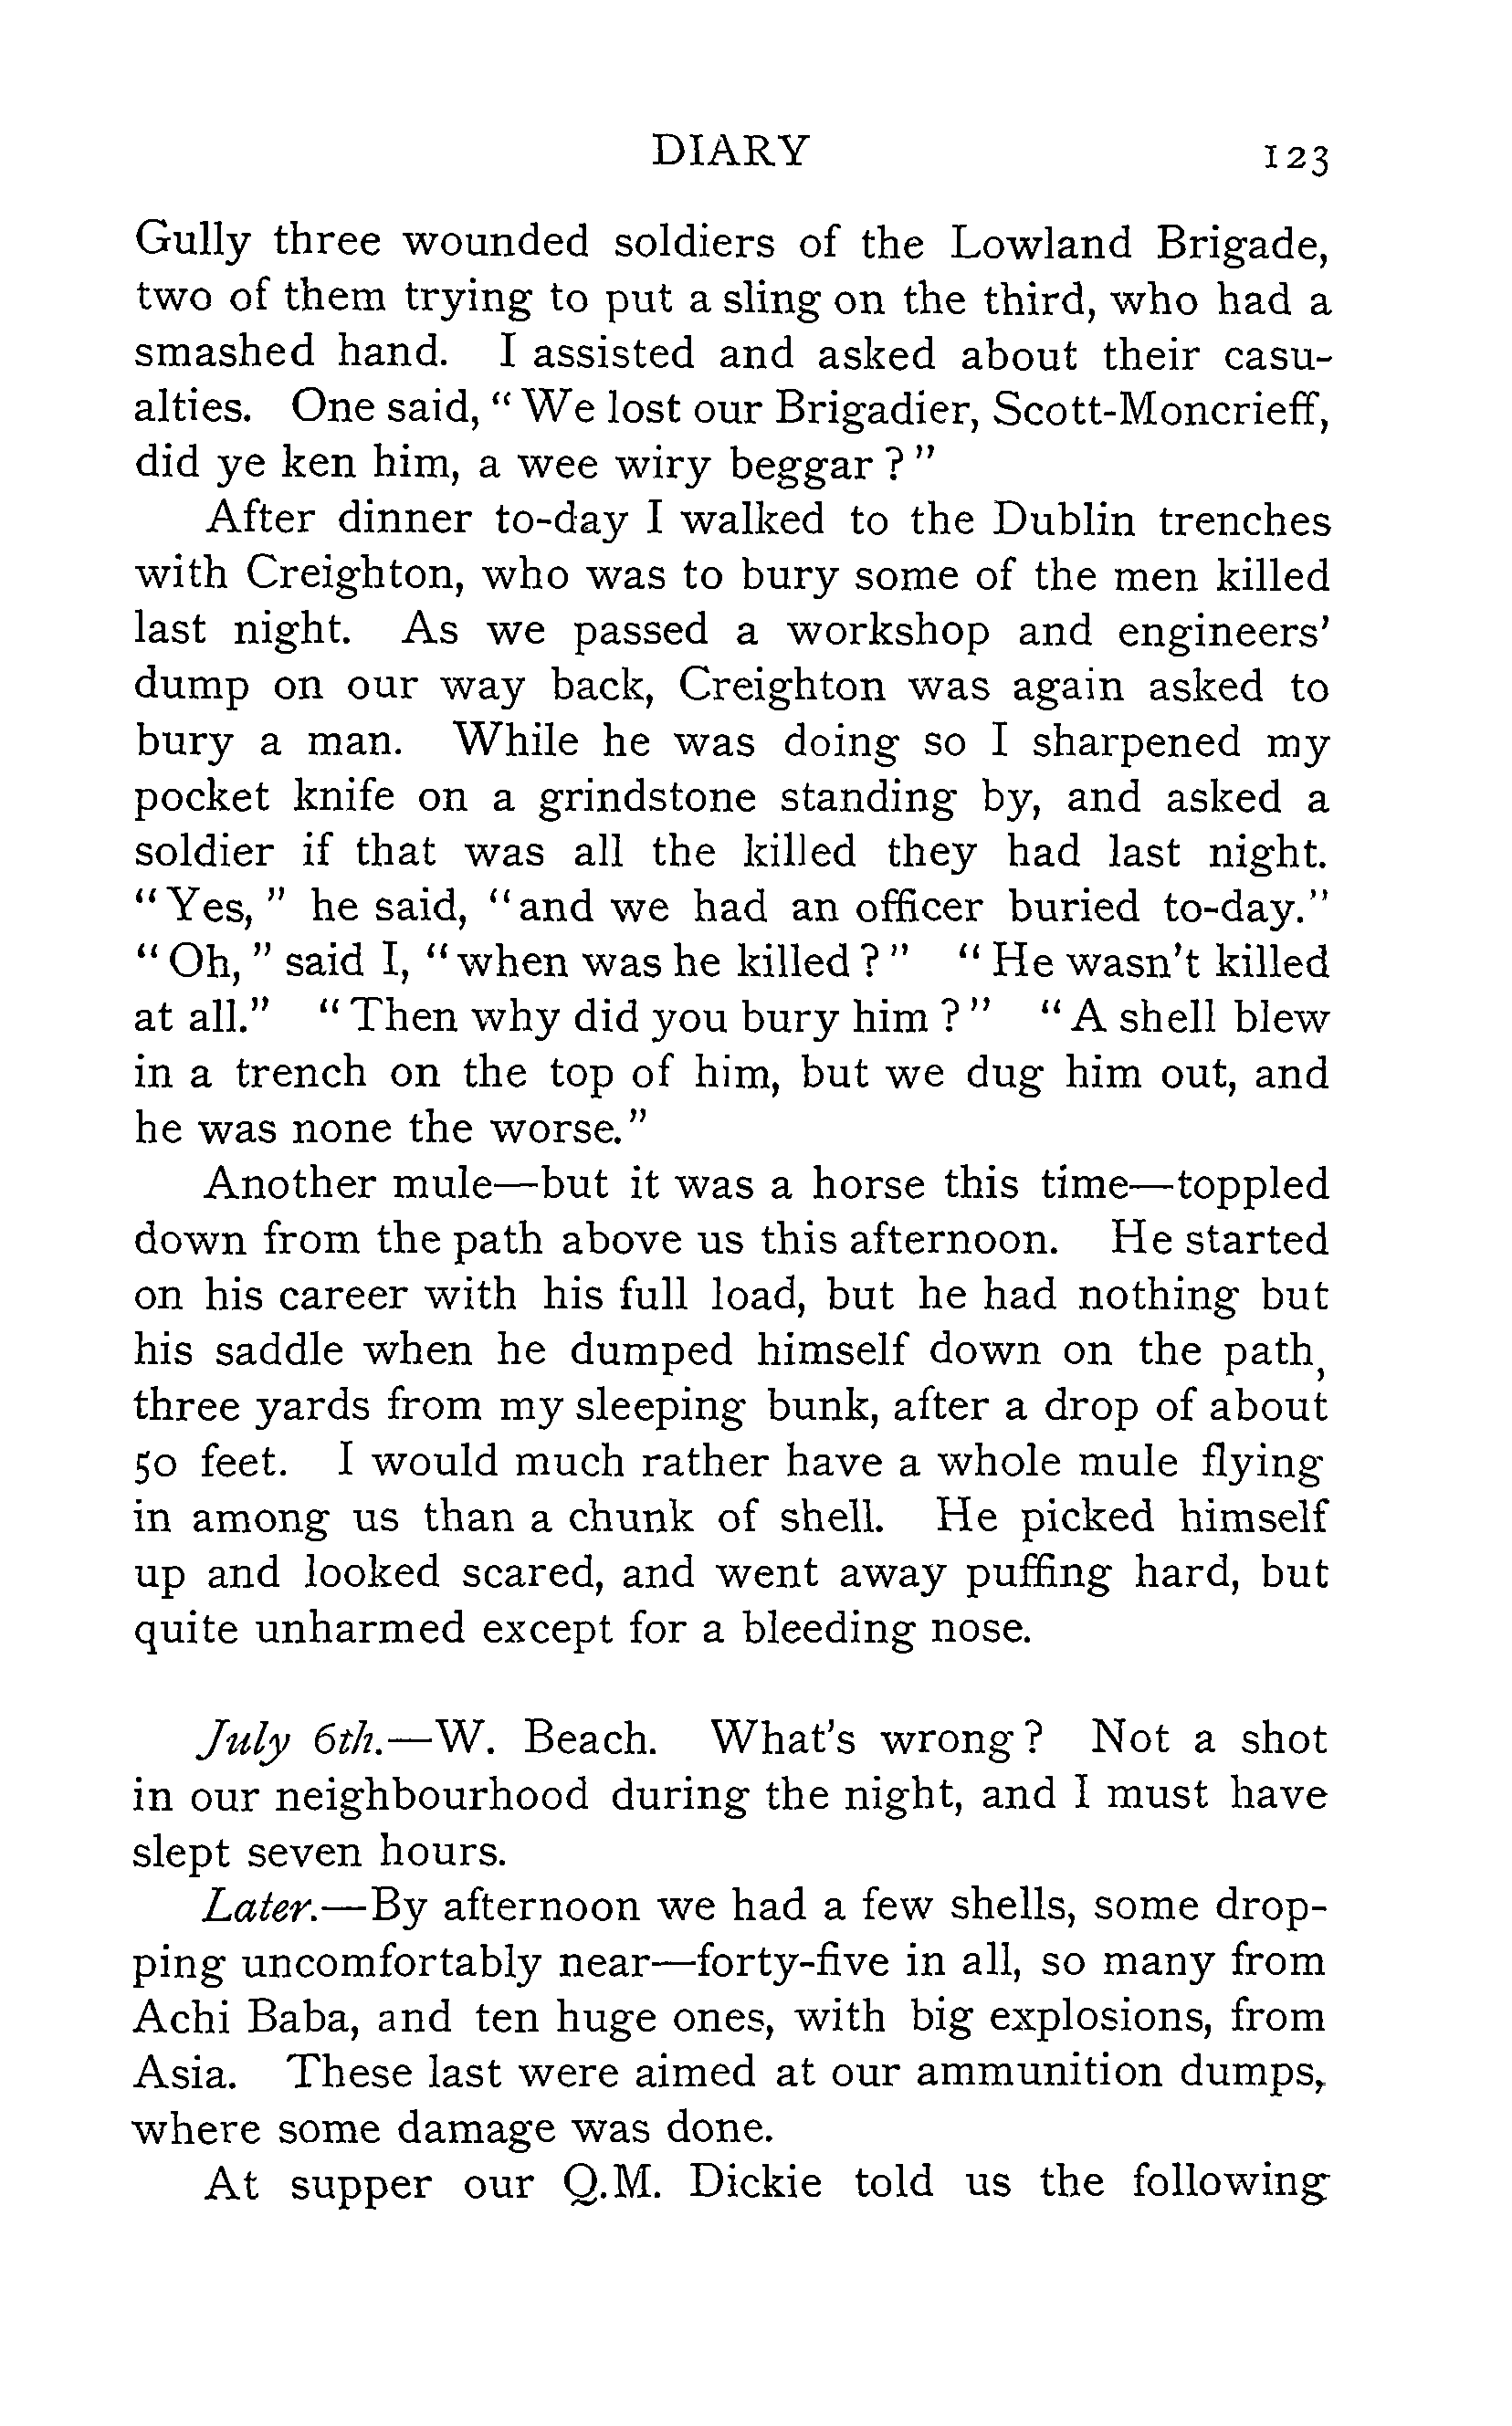 DIARY 123
Gully three wounded soldiers of the Lowland Brigade,
two of them trying to put a sling on the third, who had a
smashed hand. I assisted and asked about their casu-
alties. One said, “ We lost our Brigadier, Scott-Moncrieff,
did ye ken him, a wee wiry beggar ? ”
After dinner to-day I walked to the Dublin trenches
with Creighton, who was to bury some of the men killed
last night. As we passed a workshop and engineers’
dump on our way back, Creighton was again asked to
bury a man. While he was doing so I sharpened my
pocket knife on a grindstone standing by, and asked a
soldier if that was all the killed they had last night.
“ Yes, ” he said, “ and we had an officer buried to-day.”
“ Oh, ” said I, “ when was he killed ? ” “ He wasn’t killed
at all.” “ Then why did you bury him ? ” “ A shell blew
in a trench on the top of him, but we dug him out, and
he was none the worse.”
Another mule—but it was a horse this time—toppled
down from the path above us this afternoon. He started
on his career with his full load, but he had nothing but
his saddle when he dumped himself down on the path,
three yards from my sleeping bunk, after a drop of about
50 feet. I would much rather have a whole mule flying
in among us than a chunk of shell. He picked himself
up and looked scared, and went away puffing hard, but
quite unharmed except for a bleeding nose.
July 6th.—W. Beach. What’s wrong ? Not a shot
in our neighbourhood during the night, and I must have
slept seven hours.
Later.—By afternoon we had a few shells, some drop-
ping uncomfortably near—forty-five in all, so many from
Achi Baba, and ten huge ones, with big explosions, from
Asia. These last were aimed at our ammunition dumps,
where some damage was done.
At supper our Q.M. Dickie told us the following